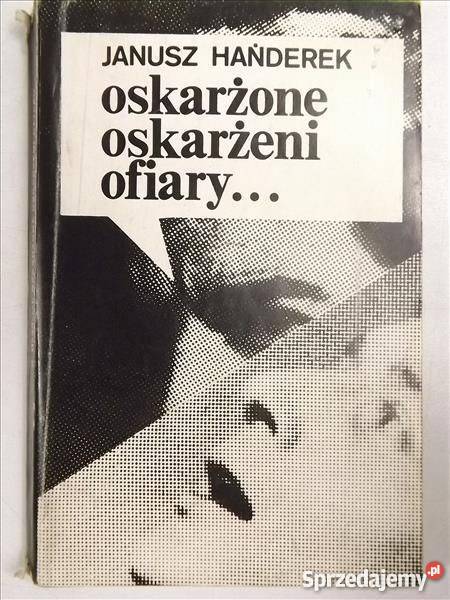 JANUSZ HAŃDEREK
oskarżone
oskarżeni
ofiary...
Sprzedajemy.pl